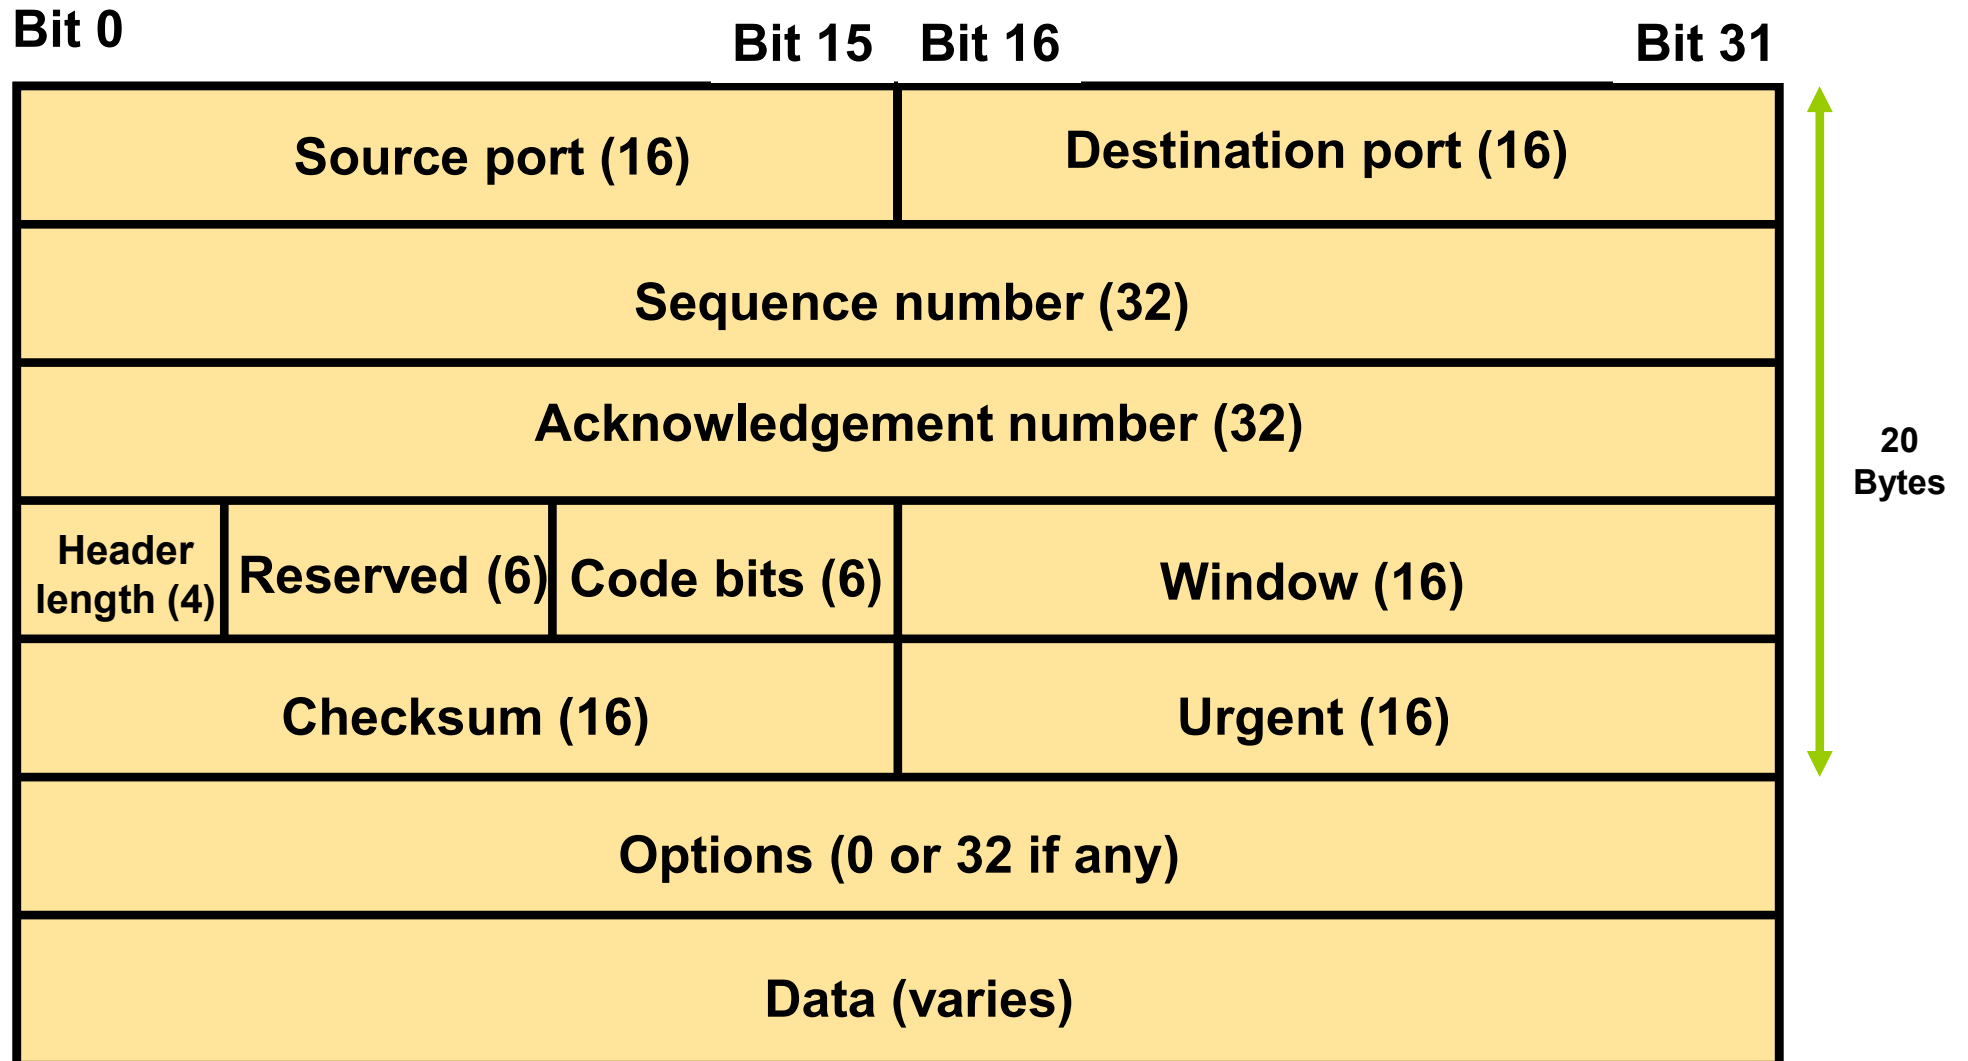 Bit 0
Bit 15
Bit 16
Bit 31
Source port (16)
Destination port (16)
Sequence number (32)
Acknowledgement number (32)
20
Bytes
Header
length (4)
Reserved (6)
Code bits (6)
Window (16)
Checksum (16)
Urgent (16)
Options (0 or 32 if any)
Data (varies)